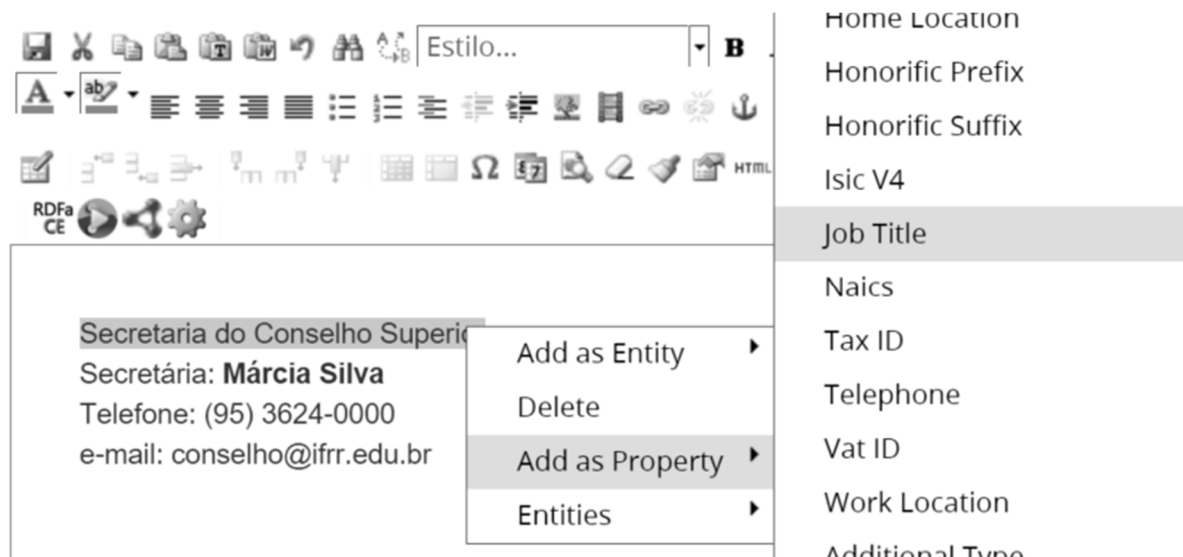 Estilo...
B
A
ab
Ω
HTML
RDFa
CE
Secretaria do Conselho Superio
Secretária: Márcia Silva
Telefone: (95) 3624-0000
e-mail: conselho@ifrr.edu.br
Add as Entity
Delete
Add as Property
Entities
Home Location
Honorific Prefix
Honorific Suffix
Isic V4
Job Title
Naics
Tax ID
Telephone
Vat ID
Work Location
Additional Type